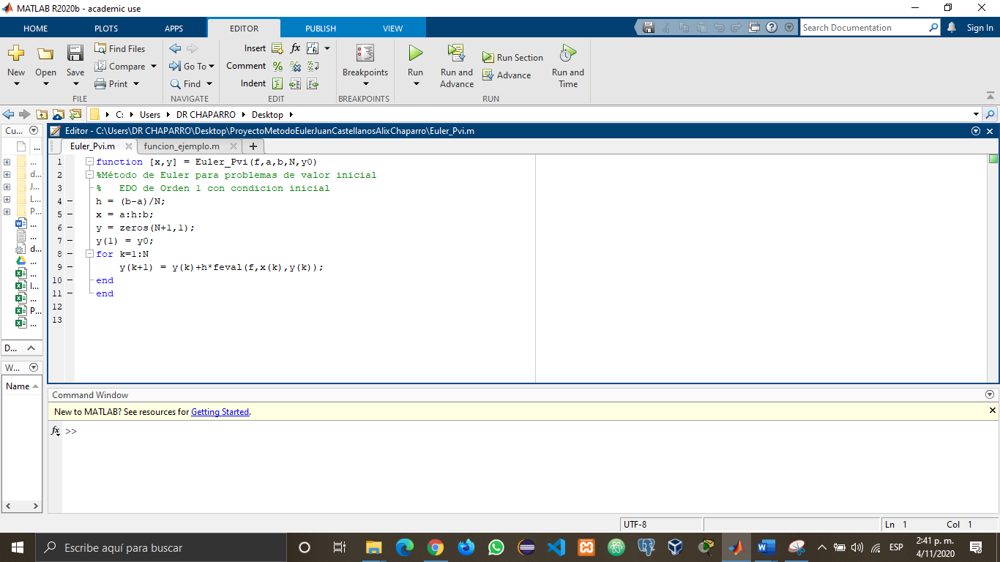 MATLAB R2020b - academic use
HOME PLOTS APPS EDITOR PUBLISH VIEW
Search Documentation
Sign In
New
Open
Save
Find Files
Compare
Print
FILE
Go To
Find
NAVIGATE
Insert fx
Comment
Indent
EDIT
Breakpoints
BREAKPOINTS
Run
Run and
Advance
Run Section
Advance
Run and
Time
RUN
C: Users DR CHAPARRO Desktop
Cu...
...
...
d...
J...
L...
P...
...
...
d...
...
...
I...
...
P...
...
D...
W...
Name
Editor - C:\Users\DR CHAPARRO\Desktop\ProyectoMetodoEulerJuanCastellanosAlixChaparro\Euler_Pvi.m
Euler_Pvi.m funcion_ejemplo.m
1 function [x,y] = Euler_Pvi(f,a,b,N,y0)
2 %Método de Euler para problemas de valor inicial
3 % EDO de Orden 1 con condicion inicial
4 h = (b-a)/N;
5 x = a:h:b;
6 y = zeros(N+1,1);
7 y(1) = y0;
8 for k=1:N
9 y(k+1) = y(k)+h*feval(f,x(k),y(k));
10 end
11 end
12
13
Command Window
New to MATLAB? See resources for Getting Started.
fx >>
UTF-8
Ln 1 Col 1
Escribe aquí para buscar
ESP
2:41 p. m.
4/11/2020